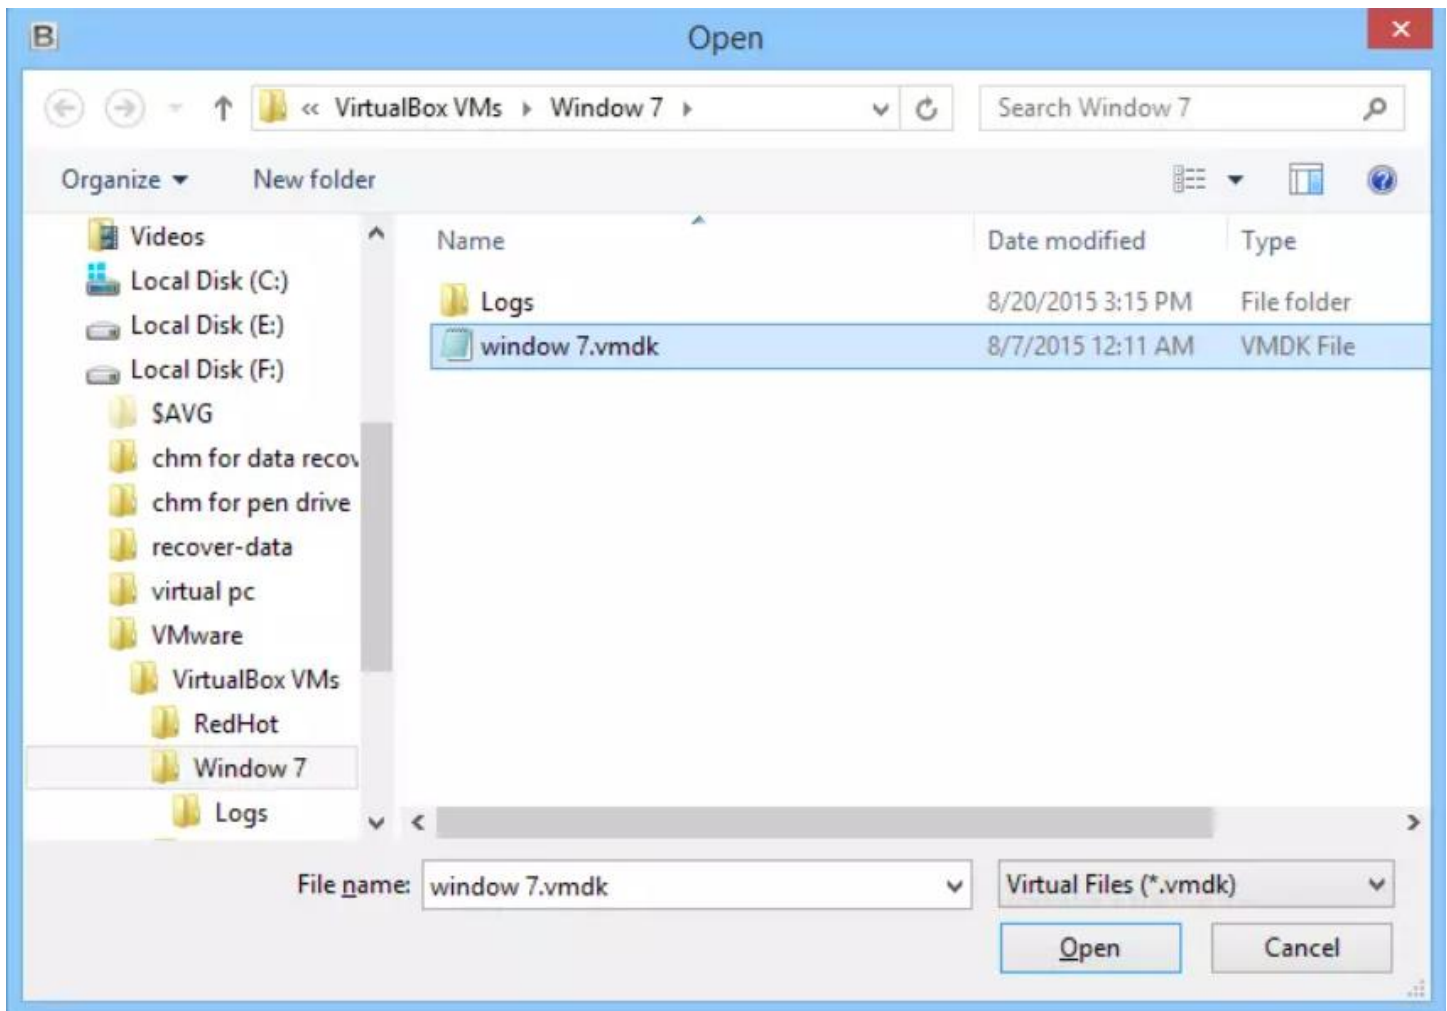 B
Open
« VirtualBox VMs Window 7
Search Window 7
Organize
New folder
Videos
Local Disk (C:)
Local Disk (E:)
Local Disk (F:)
$AVG
chm for data recov
chm for pen drive
recover-data
virtual pc
VMware
VirtualBox VMs
RedHot
Window 7
Logs
Name Date modified Type
Logs 8/20/2015 3:15 PM File folder
window 7.vmdk 8/7/2015 12:11 AM VMDK File
File name: window 7.vmdk
Virtual Files (*.vmdk)
Open
Cancel